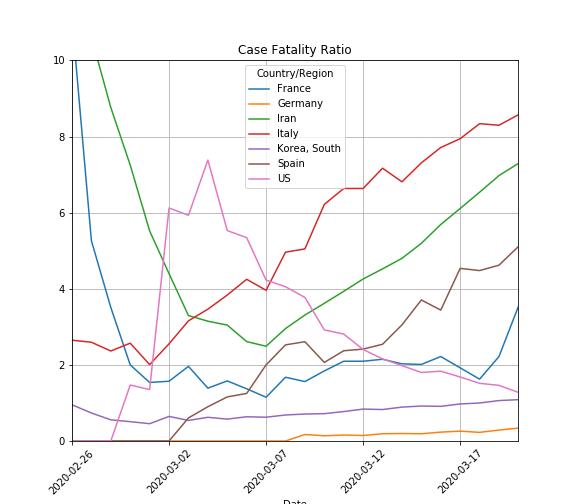 Case Fatality Ratio
10
8
6
4
2
0
Country/Region
France
Germany
Iran
Italy
Korea, South
Spain
US
2020-02-26
2020-03-02
2020-03-07
2020-03-12
2020-03-17
Date